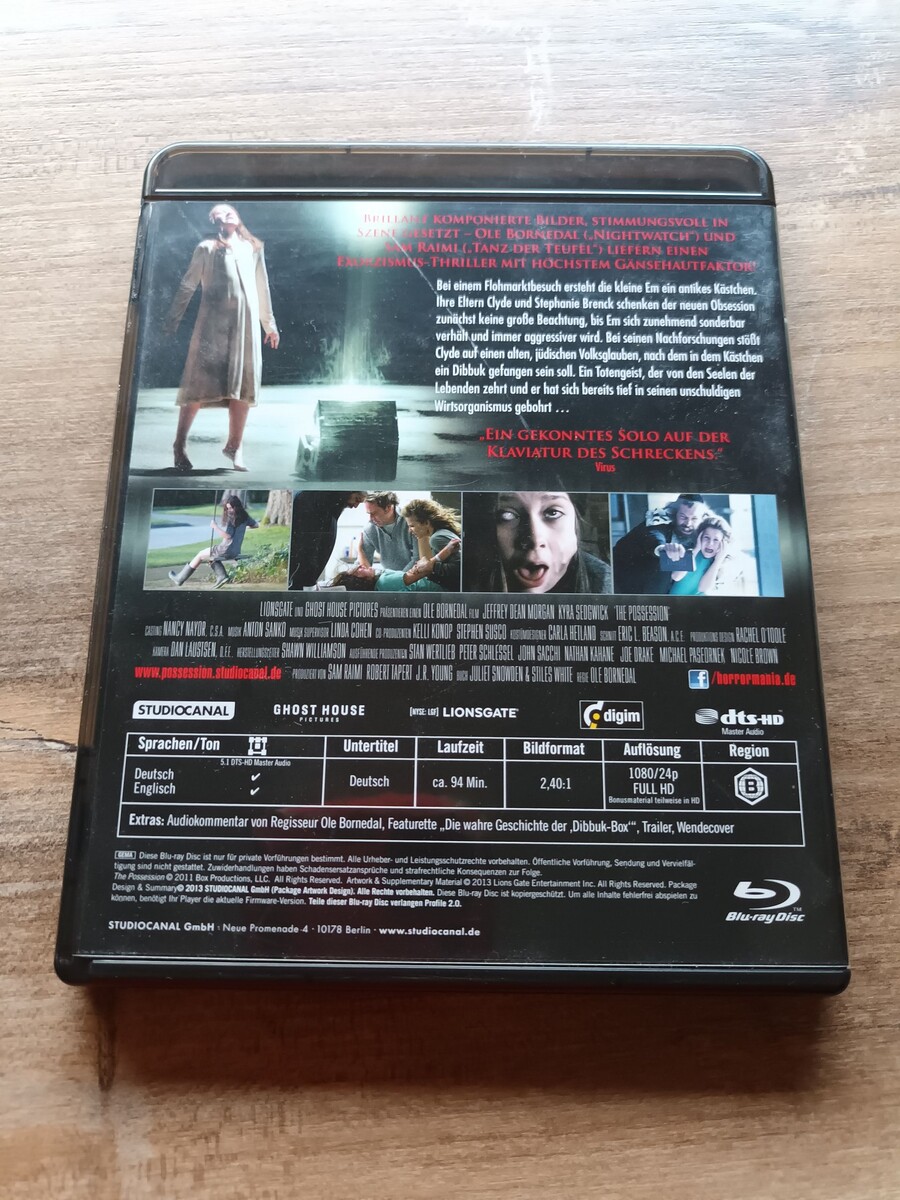 Brillant komponierte Bilder, stimmungsvoll in
Szene gesetzt – Ole Bornedal („Nightwatch“) und
Sam Raimi („Tanz der Teufel“) liefern einen
Exorzismus-Thriller mit höchstem Gänsehautfaktor!
Bei einem Flohmarktbesuch ersteht die kleine Em ein antikes Kästchen.
Ihre Eltern Clyde und Stephanie Brenck schenken der neuen Obsession
zunächst keine große Beachtung, bis Em sich zunehmend sonderbar
verhält und immer aggressiver wird. Bei seinen Nachforschungen stößt
Clyde auf einen alten, jüdischen Volksglauben, nach dem in dem Kästchen
ein Dibbuk gefangen sein soll. Ein Totengeist, der von den Seelen der
Lebenden zehrt und er hat sich bereits tief in seinen unschuldigen
Wirtsorganismus gebohrt ...
„Ein gekonntes Solo auf der
Klaviatur des Schreckens.“
Virus
LIONSGATE UND GHOST HOUSE PICTURES PRÄSENTIEREN EINEN OLE BORNEDAL FILM JEFFREY DEAN MORGAN KYRA SEDGWICK "THE POSSESSION"
CASTING NANCY NAYOR, C.S.A. MUSIK ANTON SANKO MUSIK SUPERVISION LINDA COHEN CO-PRODUZENTEN KELLI KONOP STEPHEN SUSCO KOSTÜMDESIGNER CARLA HETLAND SCHNITT ERIC L. BEASON, A.C.E. PRODUKTIONS DESIGN RACHEL O'TOOLE
KAMERA DAN LAUSTSEN, D.F.F. HERSTELLUNGSLEITER SHAWN WILLIAMSON AUSFÜHRENDE PRODUZENTEN STAN WERTLIEB PETER SCHLESSEL JOHN SACCHI NATHAN KAHANE JOE DRAKE MICHAEL PASEORNEK NICOLE BROWN
www.possession.studiocanal.de PRODUZIERT VON SAM RAIMI ROBERT TAPERT J.R. YOUNG BUCH JULIET SNOWDEN & STILES WHITE REGIE OLE BORNEDAL f/horrormania.de
STUDIOCANAL GHOST HOUSE PICTURES [NYSE: LGF] LIONSGATE digim dts-HD Master Audio
Sprachen/Ton Untertitel Laufzeit Bildformat Auflösung Region
5.1 DTS-HD Master Audio
Deutsch ✓ Deutsch ca. 94 Min. 2,40:1 1080/24p B
Englisch ✓ FULL HD
Bonusmaterial teilweise in HD
Extras: Audiokommentar von Regisseur Ole Bornedal, Featurette „Die wahre Geschichte der ‚Dibbuk-Box‘“, Trailer, Wendecover
GEMA Diese Blu-ray Disc ist nur für private Vorführungen bestimmt. Alle Urheber- und Leistungsschutzrechte vorbehalten. Öffentliche Vorführung, Sendung und Vervielfäl-
tigung sind nicht gestattet. Zuwiderhandlungen haben Schadensersatzansprüche und strafrechtliche Konsequenzen zur Folge.
The Possession © 2011 Box Productions, LLC. All Rights Reserved. Artwork & Supplementary Material © 2013 Lions Gate Entertainment Inc. All Rights Reserved. Package
Design & Summary© 2013 STUDIOCANAL GmbH (Package Artwork Design). Alle Rechte vorbehalten. Diese Blu-ray Disc ist kopiergeschützt. Um alle Inhalte fehlerfrei abspielen zu
können, benötigt Ihr Player die aktuelle Firmware-Version. Teile dieser Blu-ray Disc verlangen Profile 2.0.
Blu-ray Disc™
STUDIOCANAL GmbH · Neue Promenade 4 · 10178 Berlin · www.studiocanal.de